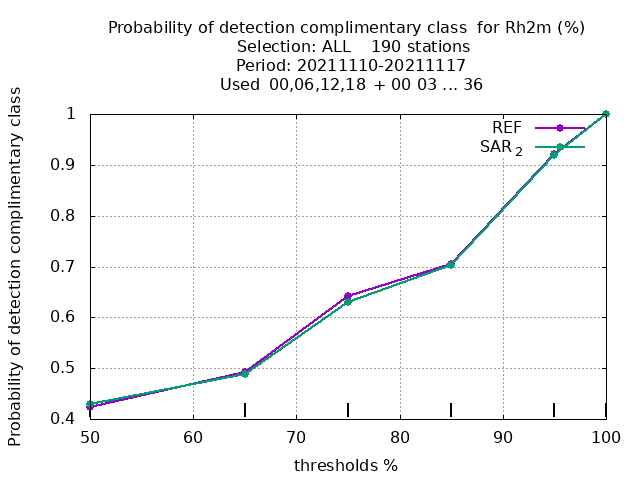 Probability of detection complimentary class  for Rh2m (%)
Selection: ALL    190 stations
Period: 20211110-20211117
Used  00,06,12,18  + 00 03 ... 36
Probability of detection complimentary class
REF
SAR 2
1
0.9
0.8
0.7
0.6
0.5
0.4
50 60 70 80 90 100
thresholds %